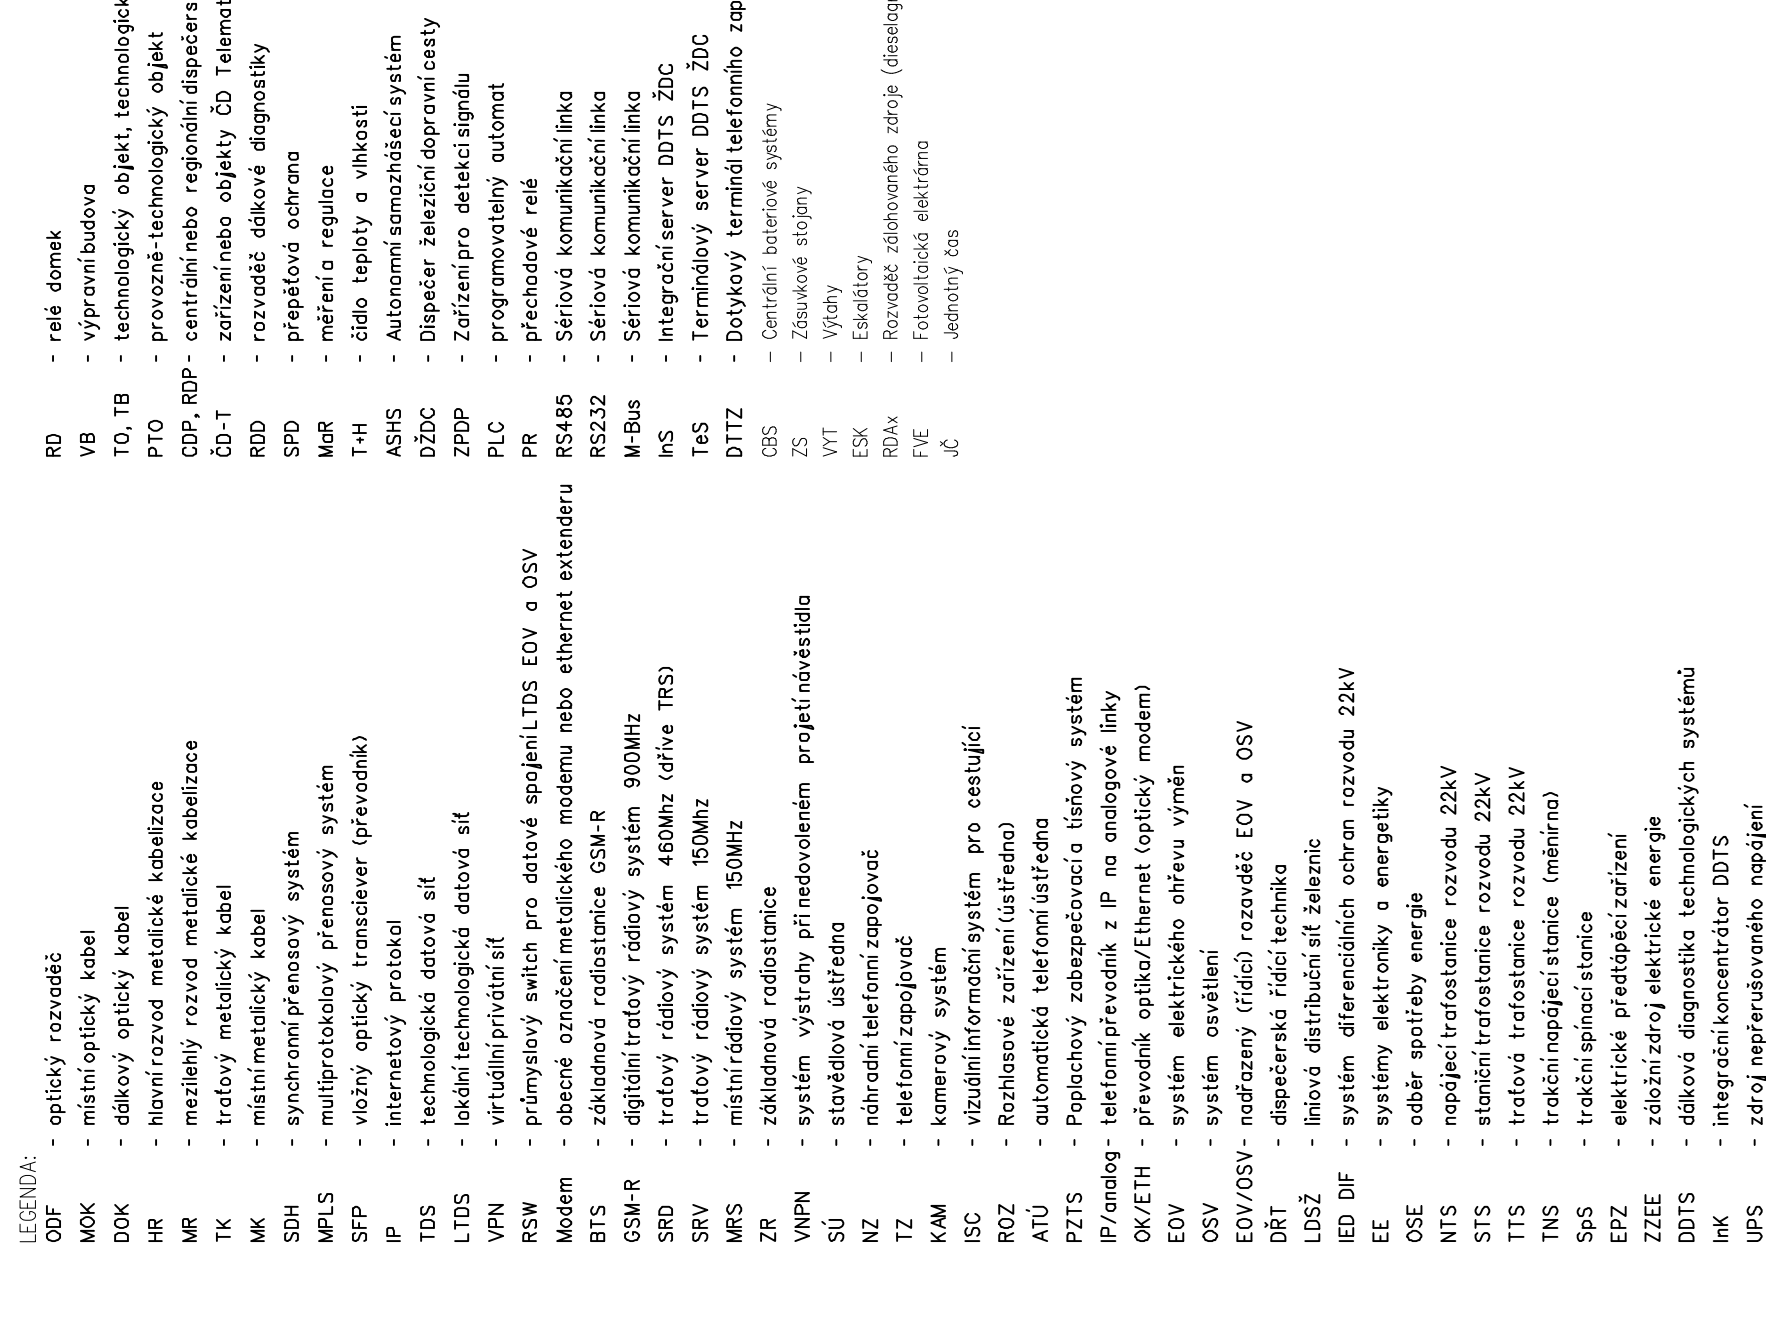 LEGENDA:
ODF - optický rozvaděč
MOK - místní optický kabel
DOK - dálkový optický kabel
HR - hlavní rozvod metalické kabelizace
MR - mezilehlý rozvod metalické kabelizace
TK - traťový metalický kabel
MK - místní metalický kabel
SDH - synchronní přenosový systém
MPLS - multiprotokolový přenosový systém
SFP - vložný optický transciever (převodník)
IP - internetový protokol
TDS - technologická datová síť
LTDS - lokální technologická datová síť
VPN - virtuální privátní síť
RSW - průmyslový switch pro datové spojení LTDS EOV a OSV
Modem - obecné označení metalického modemu nebo ethernet extenderu
BTS - základnová radiostanice GSM-R
GSM-R - digitální traťový rádiový systém 900MHz
SRD - traťový rádiový systém 460Mhz (dříve TRS)
SRV - traťový rádiový systém 150Mhz
MRS - místní rádiový systém 150MHz
ZR - základnova radiostanice
VNPN - systém výstrahy při nedovoleném projetí návěstidla
SÚ - stavědlova ústředna
NZ - náhradní telefonní zapojovač
TZ - telefonní zapojovač
KAM - kamerový systém
ISC - vizuální informační systém pro cestující
ROZ - Rozhlasové zařízení (ústředna)
ATÚ - automatická telefonní ústředna
PZTS - Poplachový zabezpečovací a tísňový systém
IP/analog - telefonní převodník z IP na analogové linky
OK/ETH - převodník optika/Ethernet (optický modem)
EOV - systém elektrického ohřevu výměn
OSV - systém osvětlení
EOV/OSV - nadřazený (řídící) rozavděč EOV a OSV
DŘT - dispečerská řídící technika
LDSŽ - liniová distribuční síť železnic
IED DIF - systém diferenciálních ochran rozvodu 22kV
EE - systémy elektroniky a energetiky
OSE - odběr spotřeby energie
NTS - napájecí trafostanice rozvodu 22kV
STS - staniční trafostanice rozvodu 22kV
TTS - traťová trafostanice rozvodu 22kV
TNS - trakční napájecí stanice (měnírna)
SpS - trakční spínací stanice
EPZ - elektrické předtápěcí zařízení
ZZEE - záložní zdroj elektrické energie
DDTS - dálková diagnostika technologických systémů
InK - integrační koncentrátor DDTS
UPS - zdroj nepřerušovaného napájení
RD - relé domek
VB - výpravní budova
TO, TB - technologický objekt,
PTO - provozně-technologický objekt
CDP, RDP - centrální nebo regionální
ČD-T - zařízení nebo objekty ČD
RDD - rozvaděč dálkové diagnostiky
SPD - přepěťová ochrana
MaR - měření a regulace
T+H - čidlo teploty a vlhkosti
ASHS - Autonomní samozhášecí systém
DŽDC - Dispečer železiční dopravní cesty
ZPDP - Zařízení pro detekci signálu
PLC - programovatelný automat
PR - přechodové relé
RS485 - Sériová komunikační linka
RS232 - Sériová komunikační linka
M-Bus - Sériová komunikační linka
InS - Integrační server DDTS ŽDC
TeS - Terminálový server DDTS ŽDC
DTTZ - Dotykový terminál telefonního
CBS - Centrální bateriové systémy
ZS - Zásuvkové stojany
VYT - Výtahy
ESK - Eskalátory
RDAx - Rozvaděč zálohovaného zdroje
FVE - Fotovoltaická elektrárna
JČ - Jednotný čas